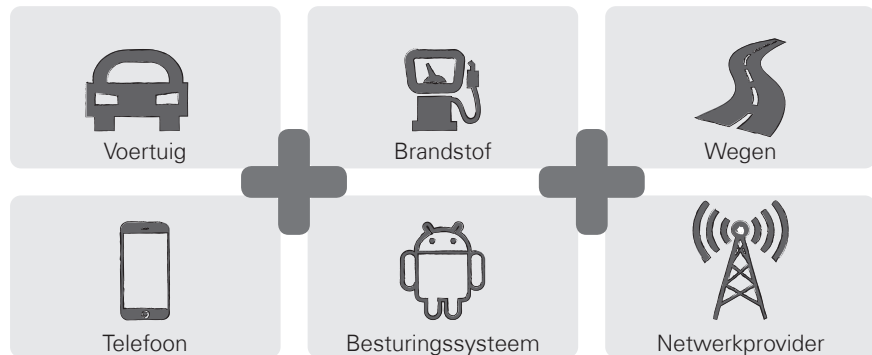 Voertuig
Brandstof
Wegen
Telefoon
Besturingssysteem
Netwerkprovider